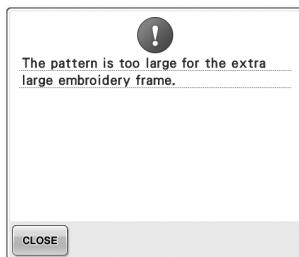 The pattern is too large for the extra
large embroidery frame.
CLOSE